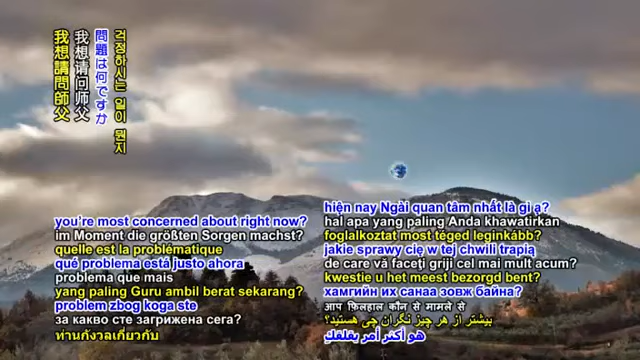 我想請問師父
我想请问师父
問題は何ですか
걱정하시는 일이 뭔지
you're most concerned about right now?
im Moment die größten Sorgen machst?
quelle est la problématique
qué problema está justo ahora
problema que mais
yang paling Guru ambil berat sekarang?
problem zbog koga ste
за какво сте загрижена сега?
ท่านกังวลเกี่ยวกับ
hiện nay Ngài quan tâm nhất là gì ạ?
hal apa yang paling Anda khawatirkan
foglalkoztat most téged leginkább?
jakie sprawy cię w tej chwili trapią
de care vă faceţi griji cel mai mult acum?
kwestie u het meest bezorgd bent?
хамгийн их санаа зовж байна?
आप फ़िलहाल कौन से मामले से
بیشتر از هر چیز نگران چی هستید؟
هو أكثر أمر يقلقكِ